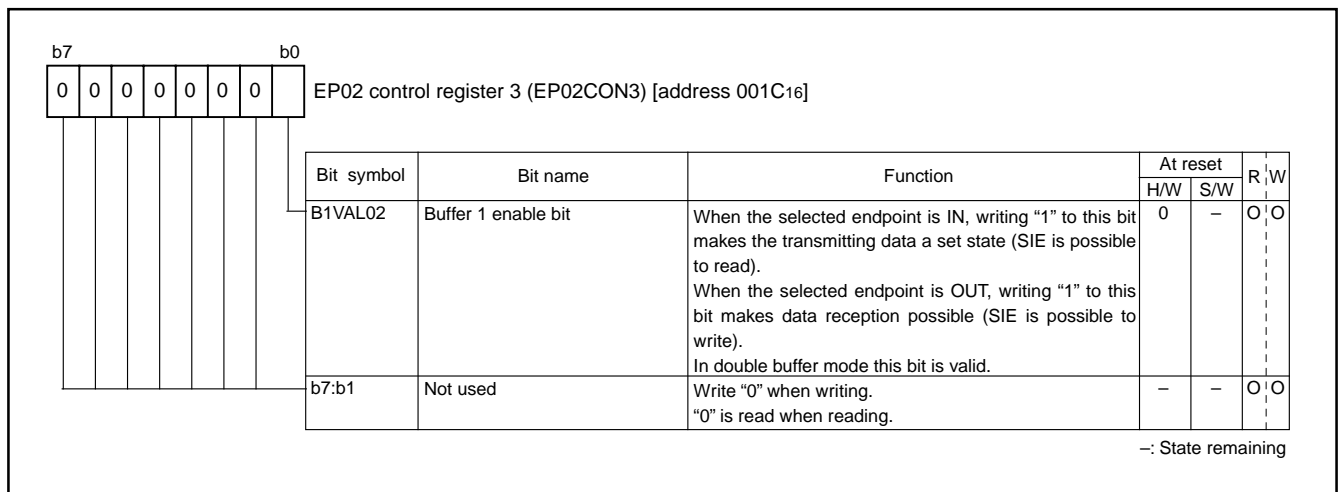 b7 b0
0 0 0 0 0 0 0 EP02 control register 3 (EP02CON3) [address 001C16]
Bit symbol Bit name Function At reset R W
H/W S/W
B1VAL02 Buffer 1 enable bit When the selected endpoint is IN, writing “1” to this bit 0 – O O
makes the transmitting data a set state (SIE is possible
to read).
When the selected endpoint is OUT, writing “1” to this
bit makes data reception possible (SIE is possible to
write).
In double buffer mode this bit is valid.
b7:b1 Not used Write “0” when writing. – – O O
“0” is read when reading.
–: State remaining